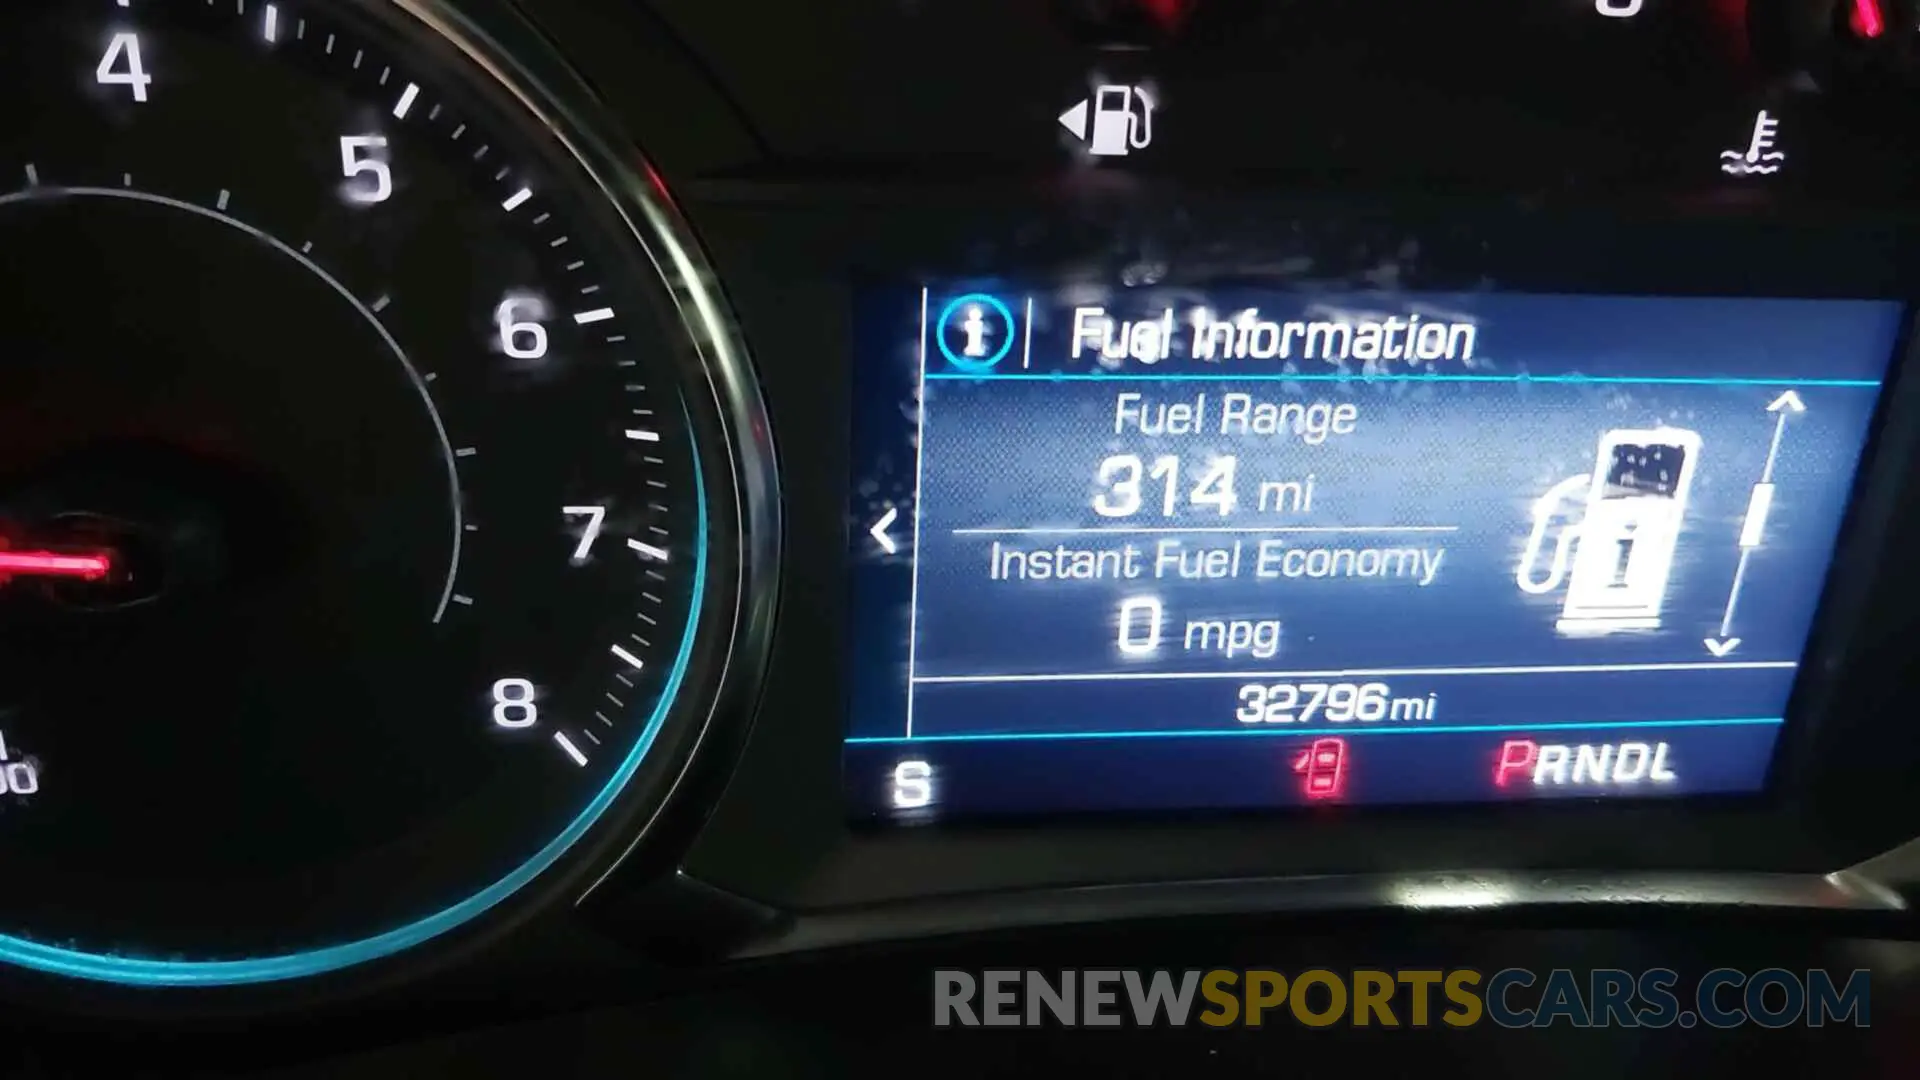 4
5
6
7
8
Fuel Information
Fuel Range
314 mi
Instant Fuel Economy
0 mpg
32796mi
S
PRNDL
RENEWSPORTSCARS.COM